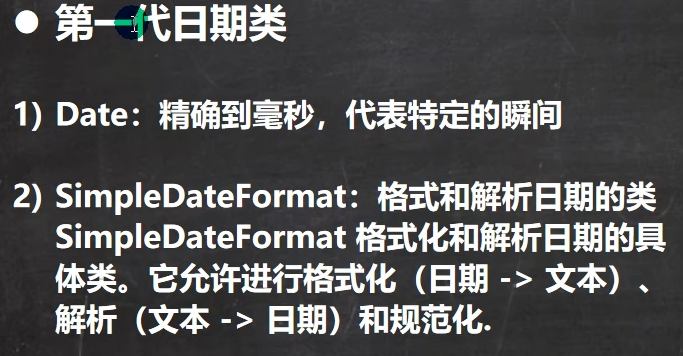 ● 第一代日期类
1) Date：精确到毫秒，代表特定的瞬间
2) SimpleDateFormat：格式和解析日期的类
SimpleDateFormat 格式化和解析日期的具
体类。它允许进行格式化（日期 -> 文本）、
解析（文本 -> 日期）和规范化.